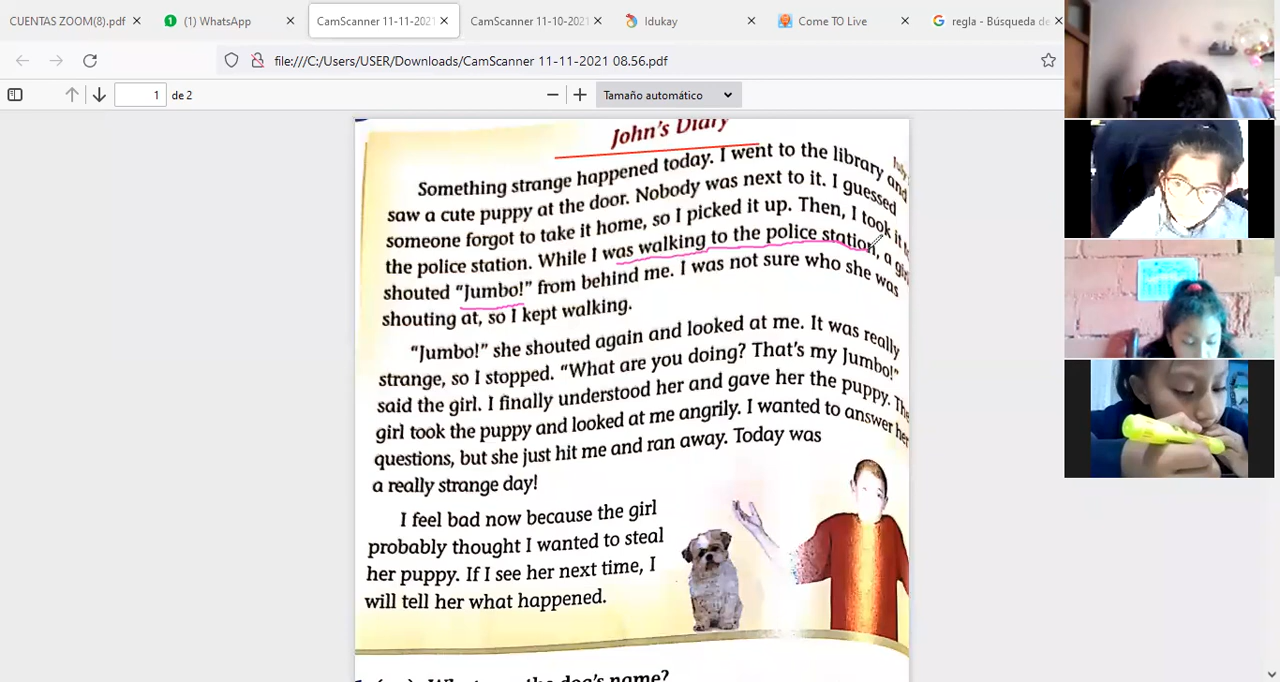 CUENTAS ZOOM(8).pdf
(1) WhatsApp
CamScanner 11-11-2021
CamScanner 11-10-2021
Idukay
Come TO Live
regla - Búsqueda de
file:///C:/Users/USER/Downloads/CamScanner 11-11-2021 08.56.pdf
1 de 2
Tamaño automático
John's Diary
Something strange happened today. I went to the library and
saw a cute puppy at the door. Nobody was next to it. I guessed
someone forgot to take it home, so I picked it up. Then, I took it
the police station. While I was walking to the police station, a
shouted "Jumbo!" from behind me. I was not sure who she was
shouting at, so I kept walking.
"Jumbo!" she shouted again and looked at me. It was really
strange, so I stopped. "What are you doing? That's my Jumbo!"
said the girl. I finally understood her and gave her the puppy. The
girl took the puppy and looked at me angrily. I wanted to answer her
questions, but she just hit me and ran away. Today was
a really strange day!
I feel bad now because the girl
probably thought I wanted to steal
her puppy. If I see her next time, I
will tell her what happened.
the dog's name?